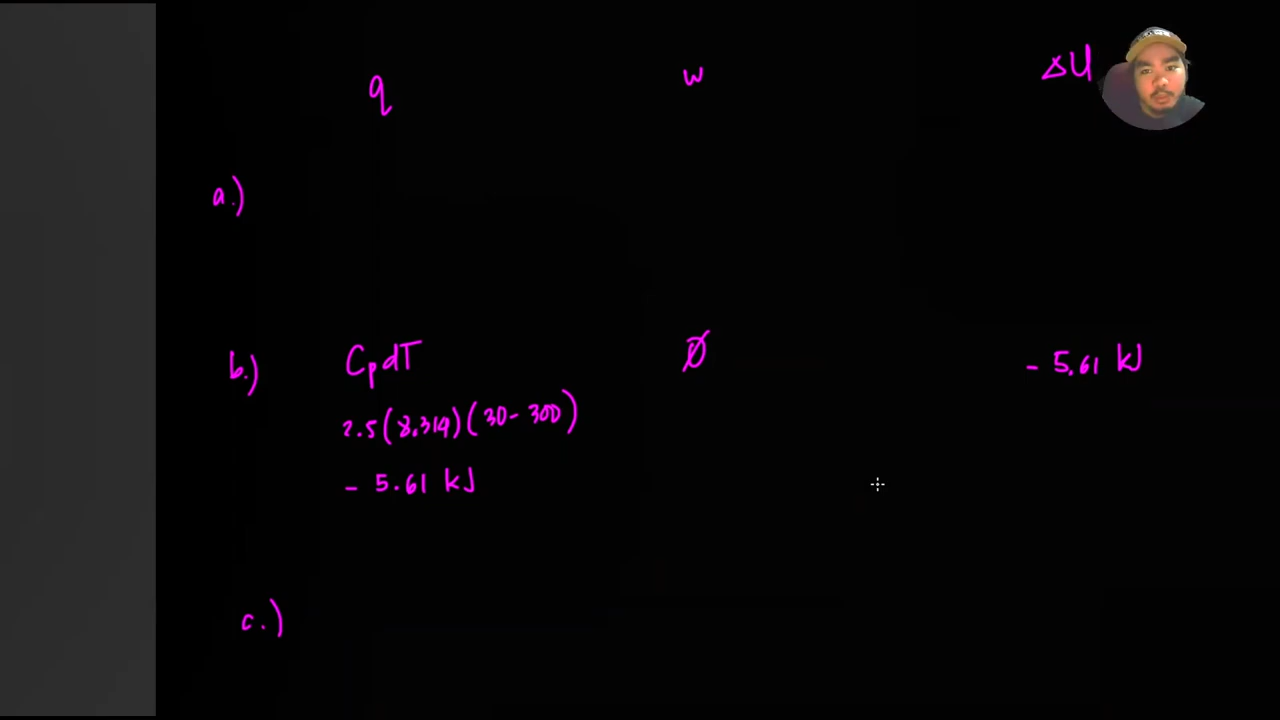 q w ΔU
a.)
b.) CpdT Ø - 5.61 kJ
2.5(8.314)(30-300)
- 5.61 kJ
c.)